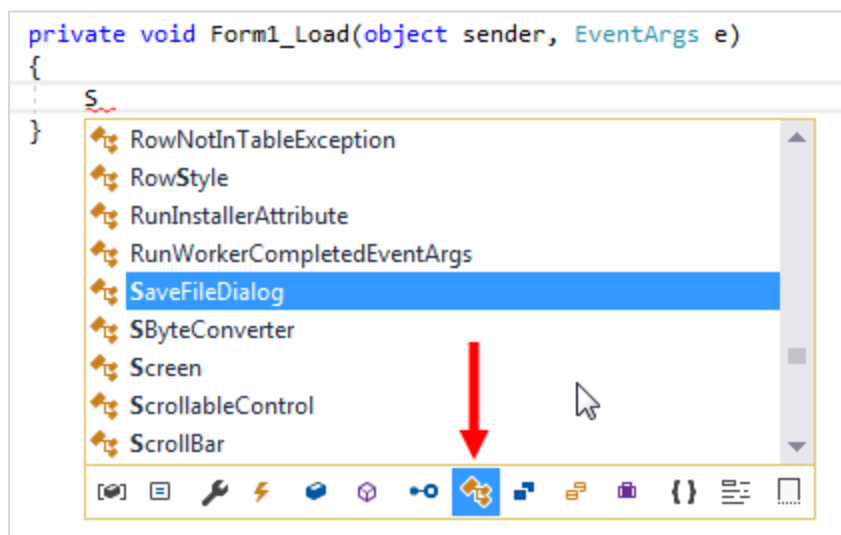 private void Form1_Load(object sender, EventArgs e)
{
S
}
RowNotInTableException
RowStyle
RunInstallerAttribute
RunWorkerCompletedEventArgs
SaveFileDialog
SByteConverter
Screen
ScrollableControl
ScrollBar
{}